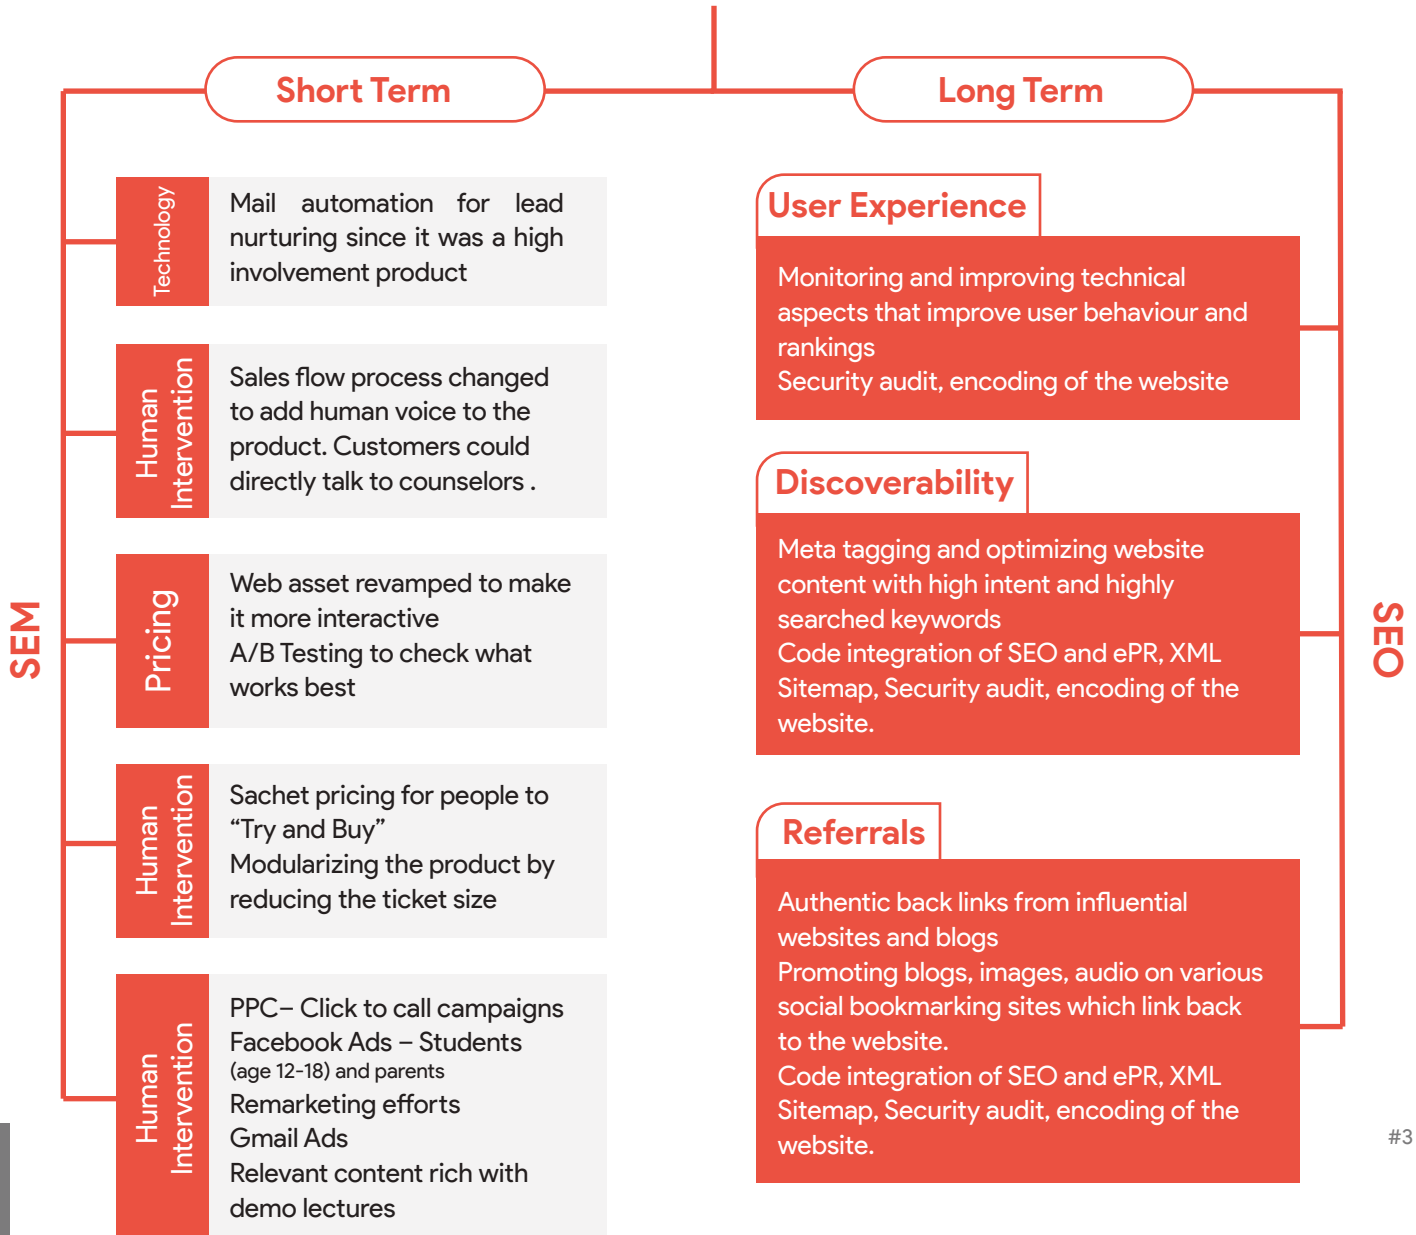 Short Term
Long Term
SEM
Technology
Mail automation for lead
nurturing since it was a high
involvement product
Human
Intervention
Sales flow process changed
to add human voice to the
product. Customers could
directly talk to counselors .
Pricing
Web asset revamped to make
it more interactive
A/B Testing to check what
works best
Human
Intervention
Sachet pricing for people to
“Try and Buy”
Modularizing the product by
reducing the ticket size
Human
Intervention
PPC– Click to call campaigns
Facebook Ads – Students
(age 12-18) and parents
Remarketing efforts
Gmail Ads
Relevant content rich with
demo lectures
User Experience
Monitoring and improving technical
aspects that improve user behaviour and
rankings
Security audit, encoding of the website
Discoverability
Meta tagging and optimizing website
content with high intent and highly
searched keywords
Code integration of SEO and ePR, XML
Sitemap, Security audit, encoding of the
website.
Referrals
Authentic back links from influential
websites and blogs
Promoting blogs, images, audio on various
social bookmarking sites which link back
to the website.
Code integration of SEO and ePR, XML
Sitemap, Security audit, encoding of the
website.
SEO
#3